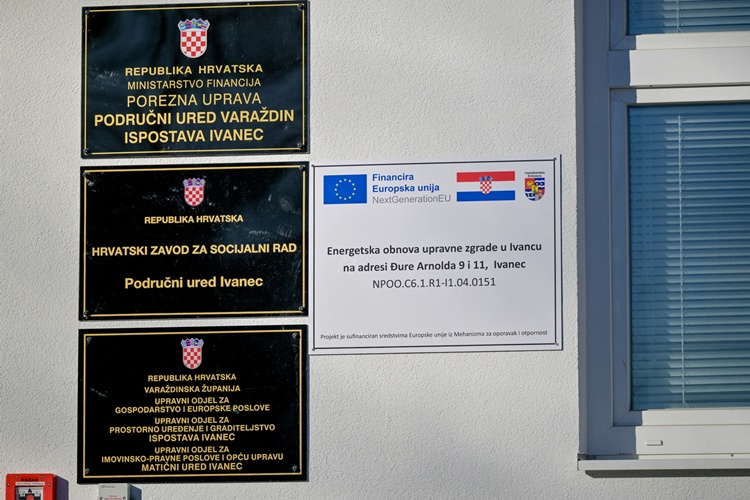 REPUBLIKA HRVATSKA
MINISTARSTVO FINANCIJA
POREZNA UPRAVA
PODRUČNI URED VARAŽDIN
ISPOSTAVA IVANEC
REPUBLIKA HRVATSKA
HRVATSKI ZAVOD ZA SOCIJALNI RAD
Područni ured Ivanec
REPUBLIKA HRVATSKA
VARAŽDINSKA ŽUPANIJA
UPRAVNI ODJEL ZA
GOSPODARSTVO I EUROPSKE POSLOVE
UPRAVNI ODJEL ZA
PROSTORNO UREĐENJE I GRADITELJSTVO
ISPOSTAVA IVANEC
UPRAVNI ODJEL ZA
IMOVINSKO-PRAVNE POSLOVE I OPĆU UPRAVU
MATIČNI URED IVANEC
Financira
Europska unija
NextGenerationEU
Energetska obnova upravne zgrade u Ivancu
na adresi Đure Arnolda 9 i 11, Ivanec
NPOO.C6.1.R1-I1.04.0151
Projekt je sufinanciran sredstvima Europske unije iz Mehanizma za oporavak i otpornost